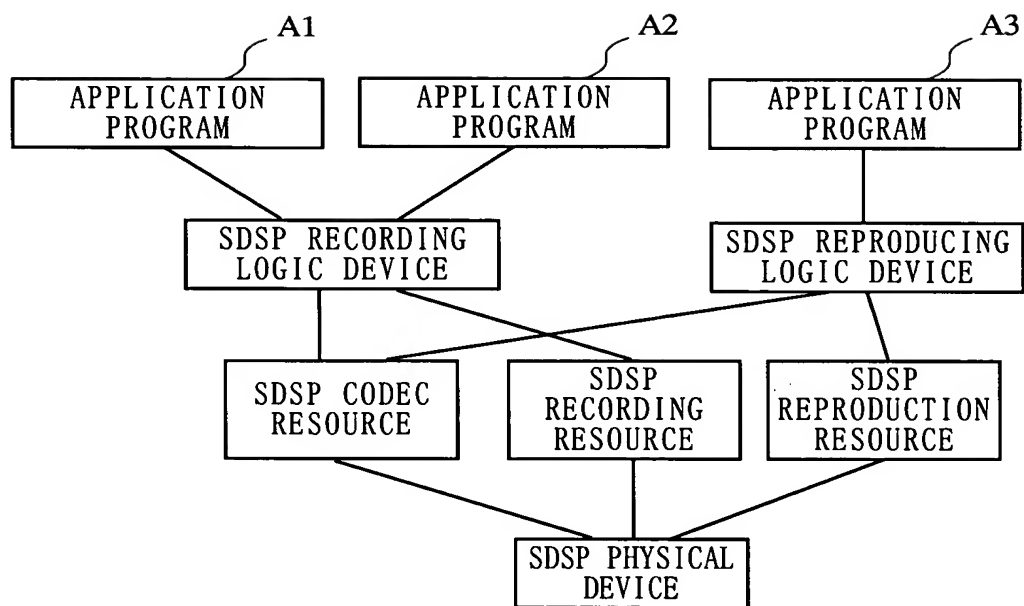 A1
A2
A3
APPLICATION
PROGRAM
APPLICATION
PROGRAM
APPLICATION
PROGRAM
SDSP RECORDING
LOGIC DEVICE
SDSP REPRODUCING
LOGIC DEVICE
SDSP CODEC
RESOURCE
SDSP
RECORDING
RESOURCE
SDSP
REPRODUCTION
RESOURCE
SDSP PHYSICAL
DEVICE